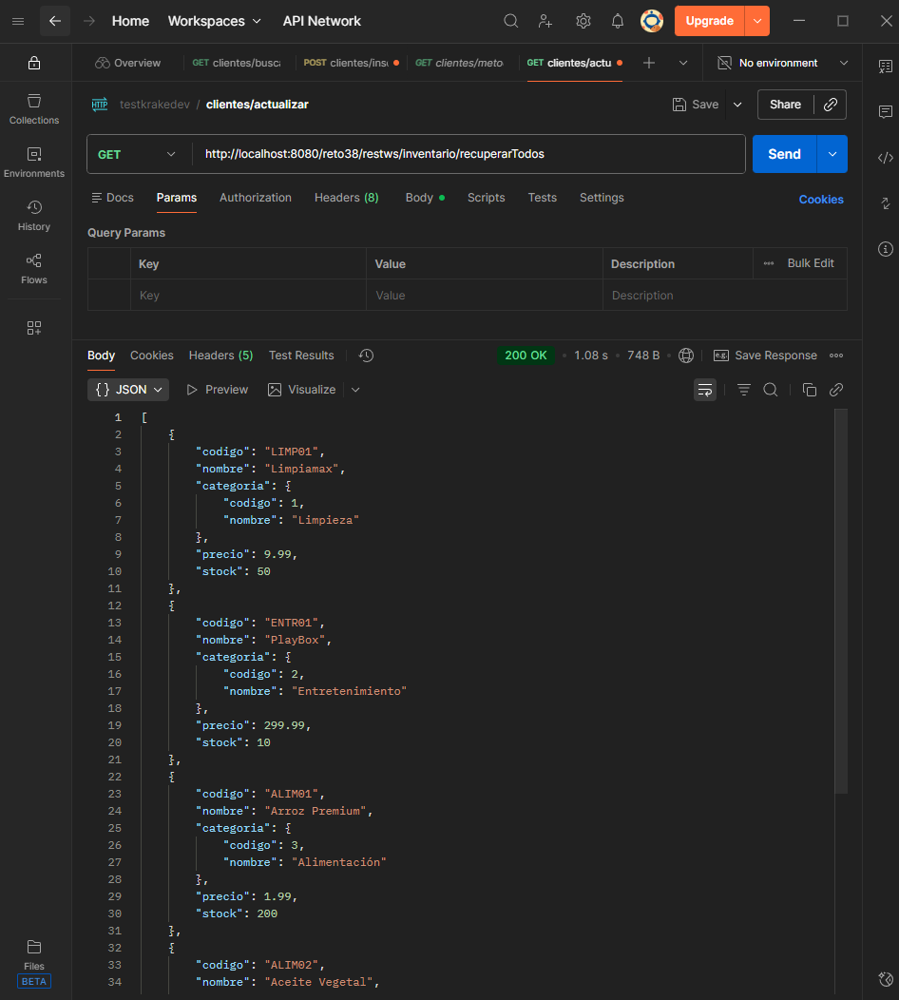 Home Workspaces API Network Upgrade
Overview GET clientes/busca POST clientes/inse GET clientes/meto GET clientes/actu No environment
HTTP testkrakedev / clientes/actualizar Save Share
Collections
Environments
History
Flows
GET http://localhost:8080/reto38/restws/inventario/recuperarTodos Send
Docs Params Authorization Headers (8) Body Scripts Tests Settings Cookies
Query Params
Key Value Description Bulk Edit
Key Value Description
Body Cookies Headers (5) Test Results 200 OK 1.08 s 748 B e.g. Save Response
{} JSON Preview Visualize
1 [
2 {
3 "codigo": "LIMP01",
4 "nombre": "Limpiamax",
5 "categoria": {
6 "codigo": 1,
7 "nombre": "Limpieza"
8 },
9 "precio": 9.99,
10 "stock": 50
11 },
12 {
13 "codigo": "ENTR01",
14 "nombre": "PlayBox",
15 "categoria": {
16 "codigo": 2,
17 "nombre": "Entretenimiento"
18 },
19 "precio": 299.99,
20 "stock": 10
21 },
22 {
23 "codigo": "ALIM01",
24 "nombre": "Arroz Premium",
25 "categoria": {
26 "codigo": 3,
27 "nombre": "Alimentación"
28 },
29 "precio": 1.99,
30 "stock": 200
31 },
32 {
33 "codigo": "ALIM02",
34 "nombre": "Aceite Vegetal",
Files
BETA